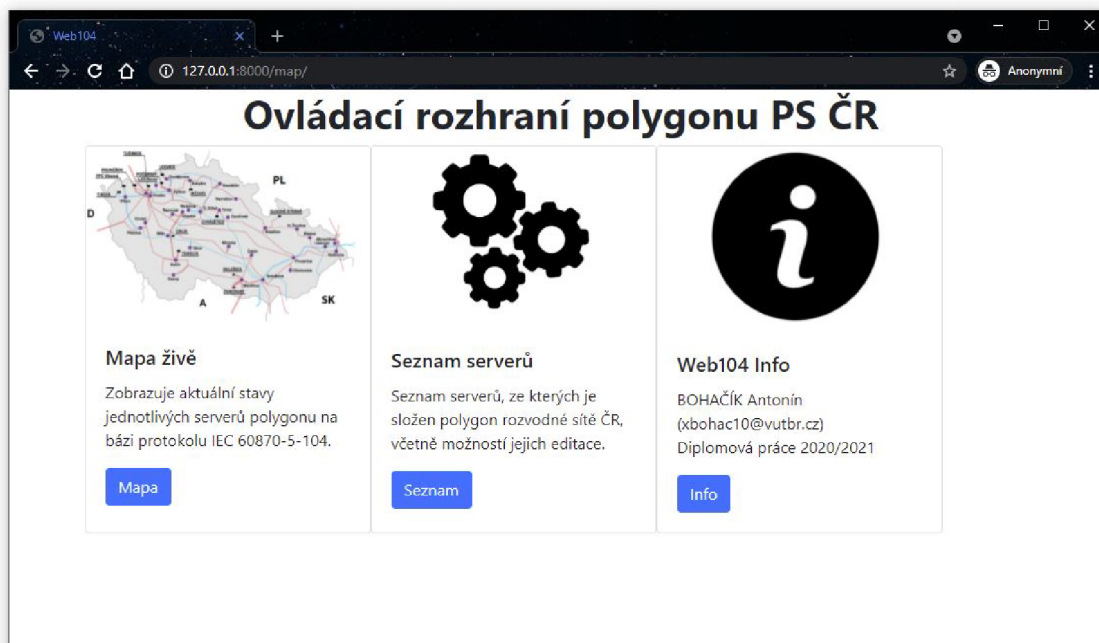 Web104
127.0.0.1:8000/map/
Anonymní
Ovládací rozhraní polygonu PS ČR
PL
D
A
SK
Mapa živě
Zobrazuje aktuální stavy
jednotlivých serverů polygonu na
bázi protokolu IEC 60870-5-104.
Mapa
Seznam serverů
Seznam serverů, ze kterých je
složen polygon rozvodné sítě ČR,
včetně možností jejich editace.
Seznam
Web104 Info
BOHAČÍK Antonín
(xbohac10@vutbr.cz)
Diplomová práce 2020/2021
Info